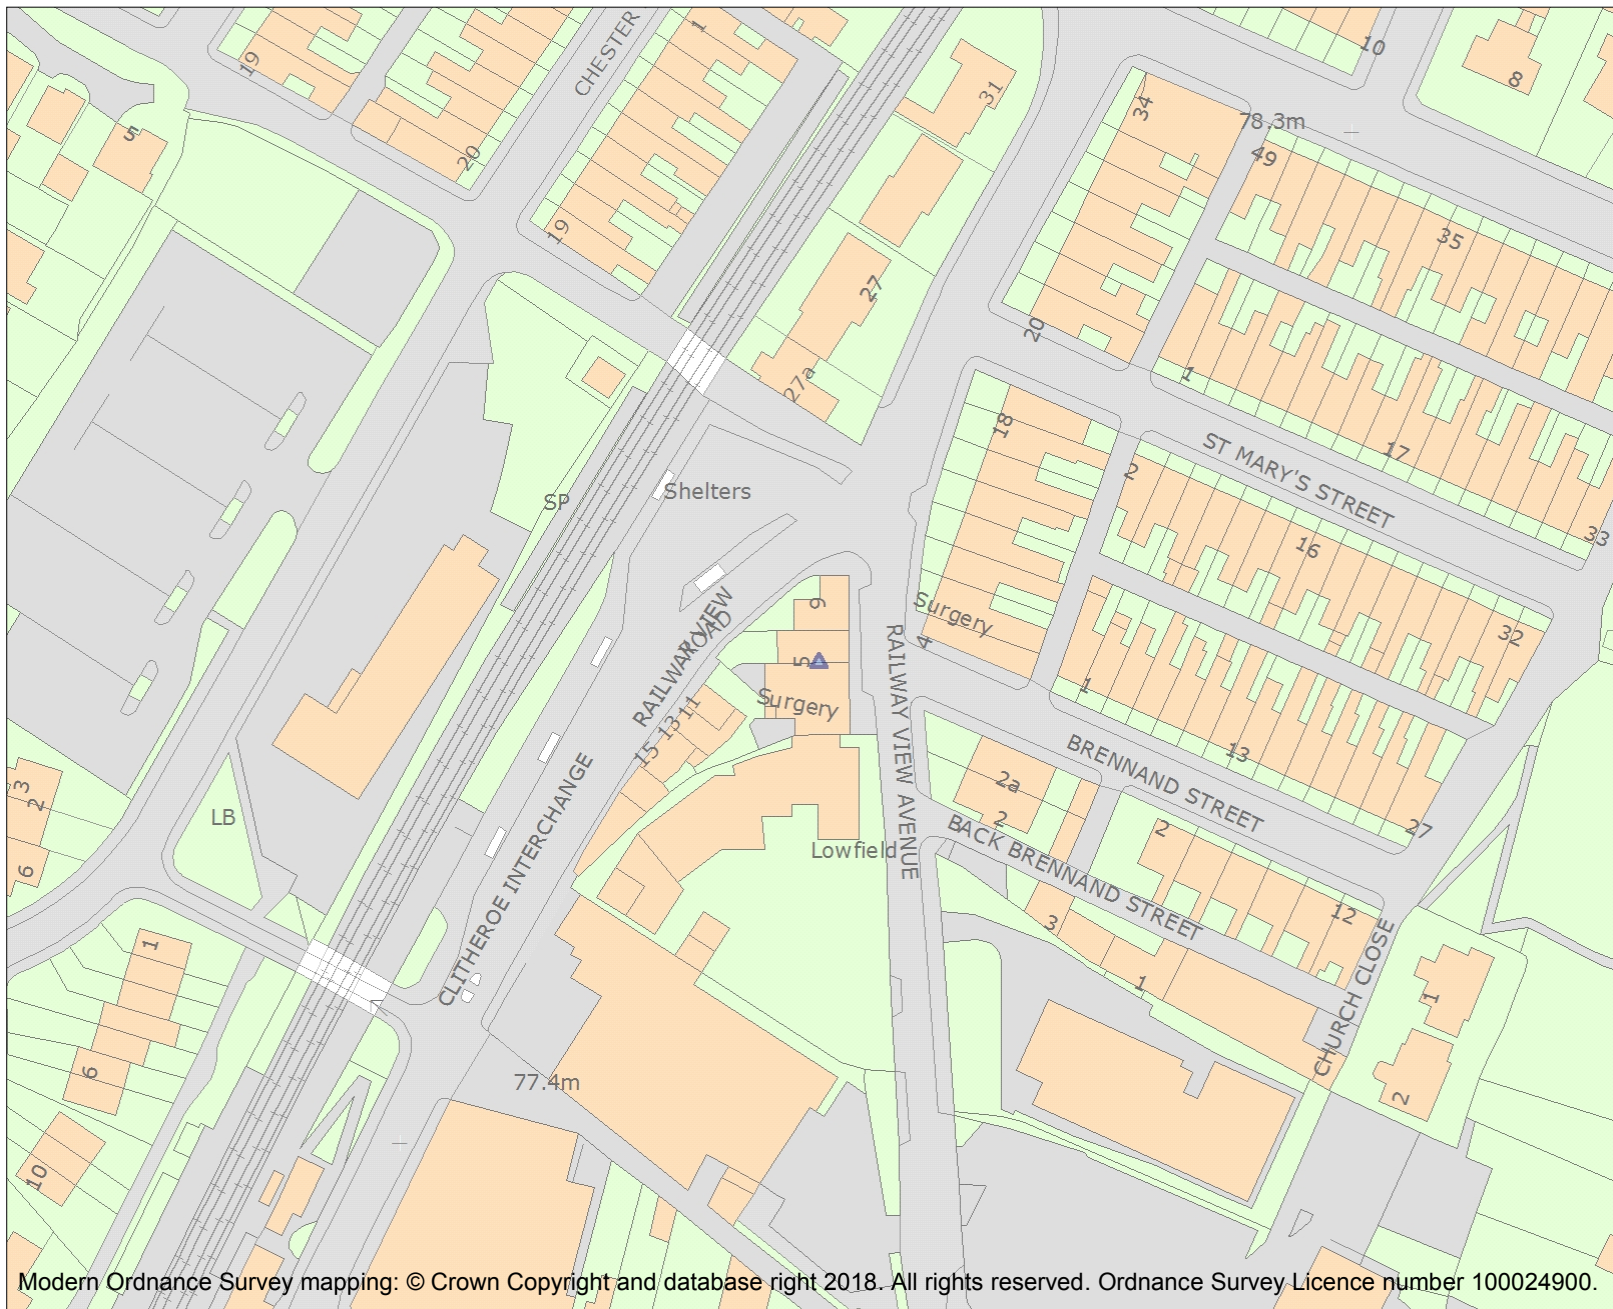 CHESTER
1
10
8
19
31
34
5
78.3m
49
20
19
35
27
20
27a
1
18
17
ST MARY'S STREET
2
33
SP
Shelters
16
9
Surgery
32
4
RAILWAY VIEW
ROAD
5
RAILWAY VIEW AVENUE
Surgery
1
11
13
15
13
BRENNAND STREET
2a
2
27
3
2
LB
BACK BRENNAND STREET
2
Lowfield
CLITHEROE INTERCHANGE
6
12
3
1
1
CHURCH CLOSE
1
6
77.4m
2
10
Modern Ordnance Survey mapping: © Crown Copyright and database right 2018. All rights reserved. Ordnance Survey Licence number 100024900.